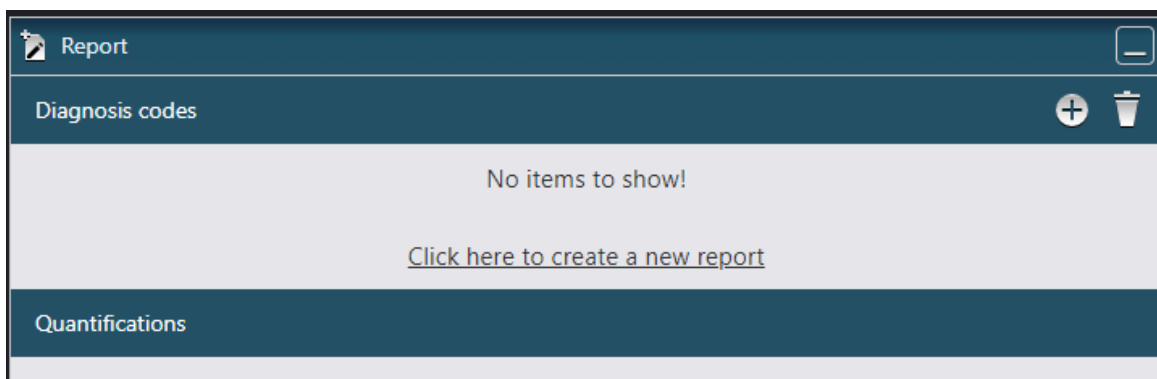 Report
Diagnosis codes
No items to show!
Click here to create a new report
Quantifications